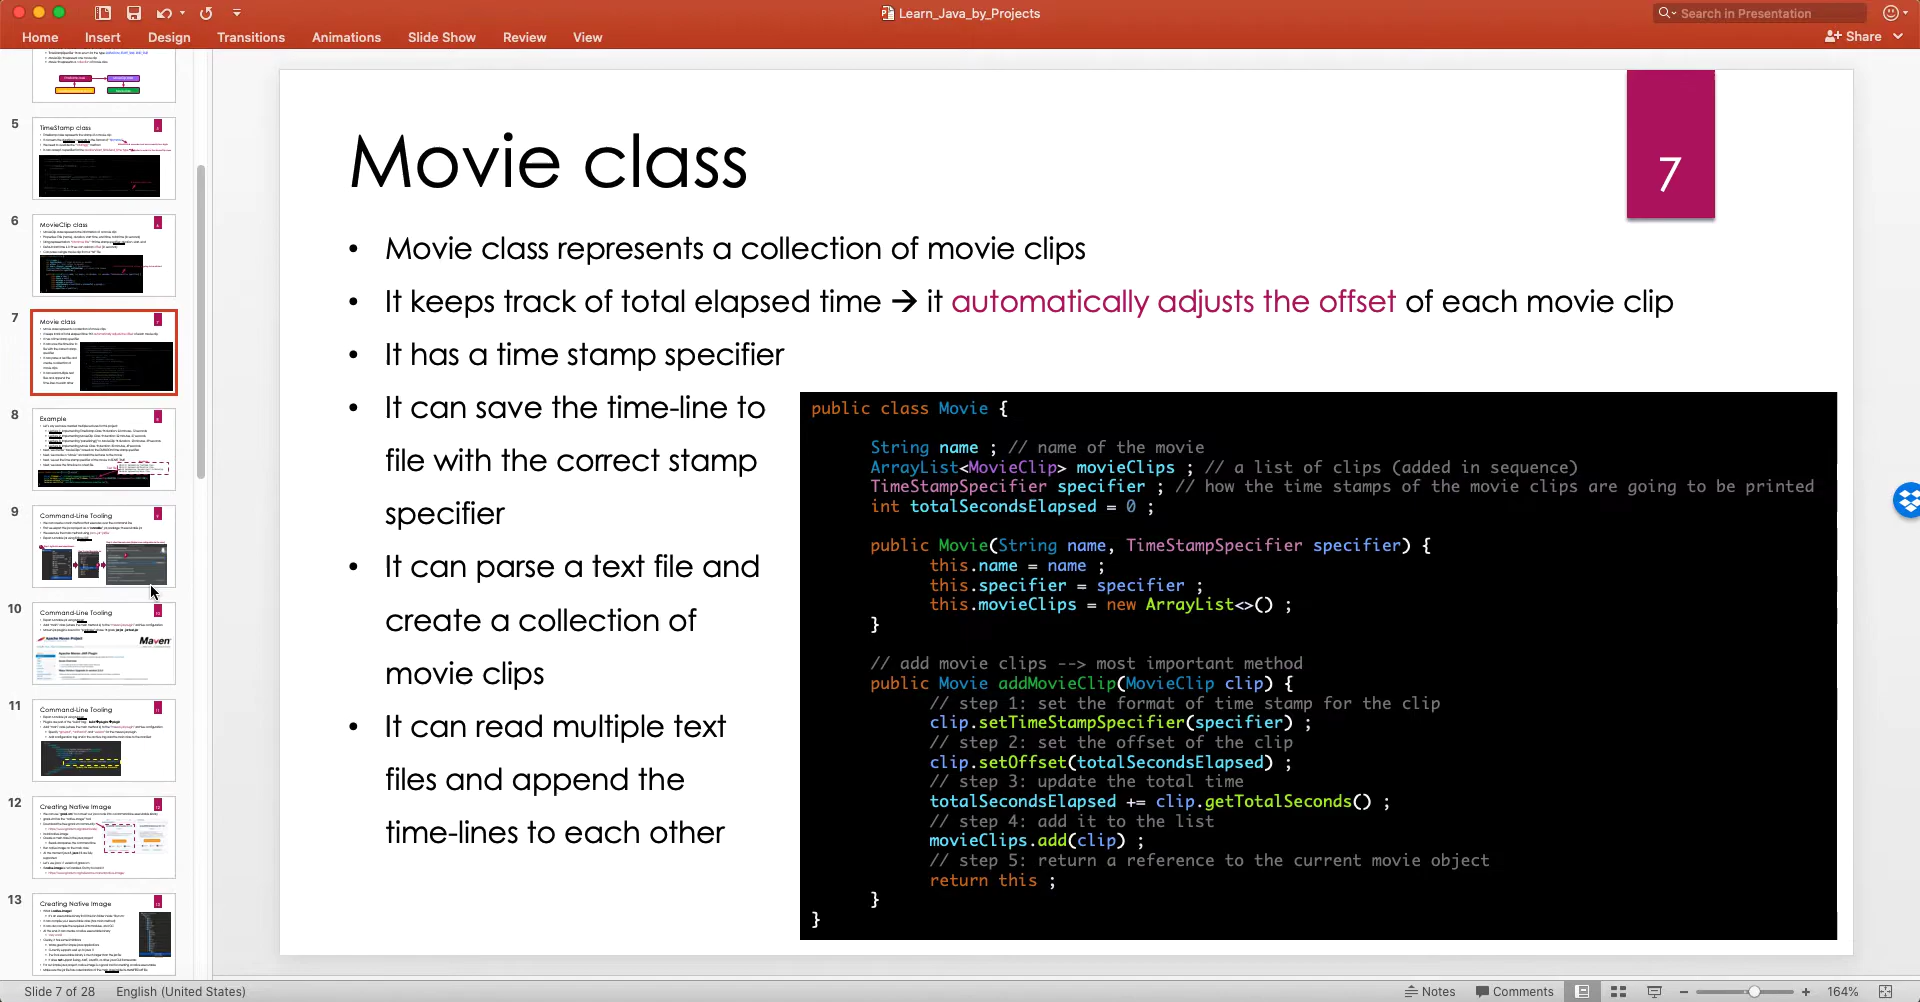 Learn_Java_by_Projects
Search in Presentation
Home Insert Design Transitions Animations Slide Show Review View
Share
5
TimeStamp class
6
MovieClip class
7
Movie class
8
Example
9
Command-Line Tooling
10
Command-Line Tooling
Maven
11
Command-Line Tooling
12
Creating Native Image
13
Creating Native Image
Movie class
7
• Movie class represents a collection of movie clips
• It keeps track of total elapsed time → it automatically adjusts the offset of each movie clip
• It has a time stamp specifier
• It can save the time-line to
file with the correct stamp
specifier
• It can parse a text file and
create a collection of
movie clips
• It can read multiple text
files and append the
time-lines to each other
public class Movie {
String name ; // name of the movie
ArrayList<MovieClip> movieClips ; // a list of clips (added in sequence)
TimeStampSpecifier specifier ; // how the time stamps of the movie clips are going to be printed
int totalSecondsElapsed = 0 ;
public Movie(String name, TimeStampSpecifier specifier) {
this.name = name ;
this.specifier = specifier ;
this.movieClips = new ArrayList<>() ;
}
// add movie clips --> most important method
public Movie addMovieClip(MovieClip clip) {
// step 1: set the format of time stamp for the clip
clip.setTimeStampSpecifier(specifier) ;
// step 2: set the offset of the clip
clip.setOffset(totalSecondsElapsed) ;
// step 3: update the total time
totalSecondsElapsed += clip.getTotalSeconds() ;
// step 4: add it to the list
movieClips.add(clip) ;
// step 5: return a reference to the current movie object
return this ;
}
}
Slide 7 of 28 English (United States)
Notes Comments 164%